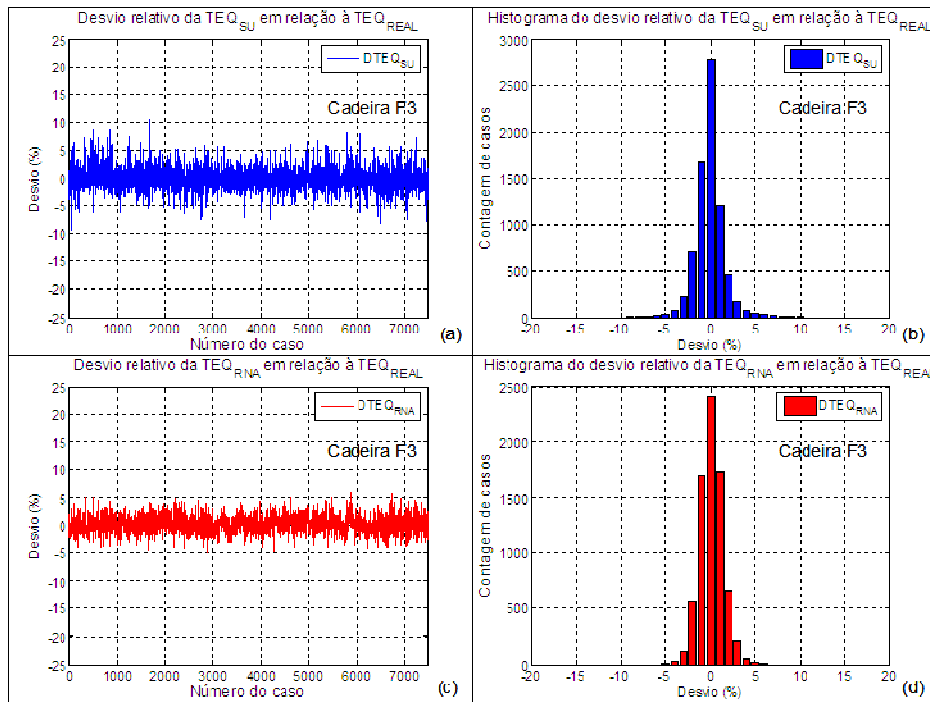 Desvio relativo da TEQ_SU em relação à TEQ_REAL
25
20
15
10
5
0
-5
-10
-15
-20
-25
Desvio (%)
DTEQ_SU
Cadeira F3
0 1000 2000 3000 4000 5000 6000 7000
Número do caso
(a)
Histograma do desvio relativo da TEQ_SU em relação à TEQ_REAL
3000
2500
2000
1500
1000
500
0
Contagem de casos
DTEQ_SU
Cadeira F3
-20 -15 -10 -5 0 5 10 15 20
Desvio (%)
(b)
Desvio relativo da TEQ_RNA em relação à TEQ_REAL
25
20
15
10
5
0
-5
-10
-15
-20
-25
Desvio (%)
DTEQ_RNA
Cadeira F3
0 1000 2000 3000 4000 5000 6000 7000
Número do caso
(c)
Histograma do desvio relativo da TEQ_RNA em relação à TEQ_REAL
2500
2000
1500
1000
500
0
Contagem de casos
DTEQ_RNA
Cadeira F3
-20 -15 -10 -5 0 5 10 15 20
Desvio (%)
(d)